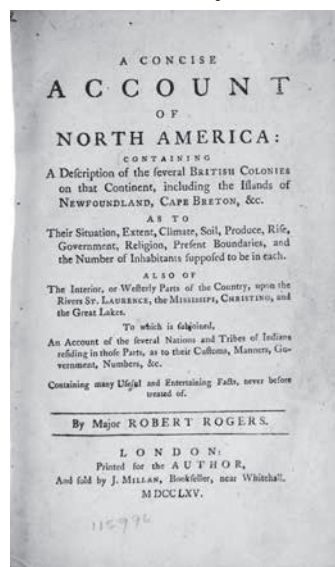 A CONCISE
ACCOUNT
OF
NORTH AMERICA:
CONTAINING
A Deſcription of the ſeveral BRITISH COLONIES
on that Continent, including the Iſlands of
NEWFOUNDLAND, CAPE BRETON, &c.
AS TO
Their Situation, Extent, Climate, Soil, Produce, Riſe,
Government, Religion, Preſent Boundaries, and
the Number of Inhabitants ſuppoſed to be in each.
ALSO OF
The Interior, or Weſterly Parts of the Country, upon the
Rivers ST. LAURENCE, the MISSISIPI, CHRISTINO, and
the Great Lakes.
To which is ſubjoined,
An Account of the ſeveral Nations and Tribes of Indians
reſiding in thoſe Parts, as to their Cuſtoms, Manners, Go-
vernment, Numbers, &c.
Containing many Uſeful and Entertaining Facts, never before
treated of.
By Major ROBERT ROGERS.
LONDON:
Printed for the AUTHOR,
And ſold by J. MILLAN, Bookſeller, near Whitehall.
M DCC LXV.